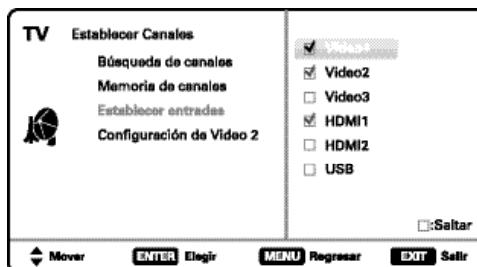 TV
Establecer Canales
Búsqueda de canales
Memoria de canales
Establecer entradas
Configuración de Video 2
Video1
Video2
Video3
HDMI1
HDMI2
USB
:Saltar
Mover ENTER Elegir MENU Regresar EXIT Salir